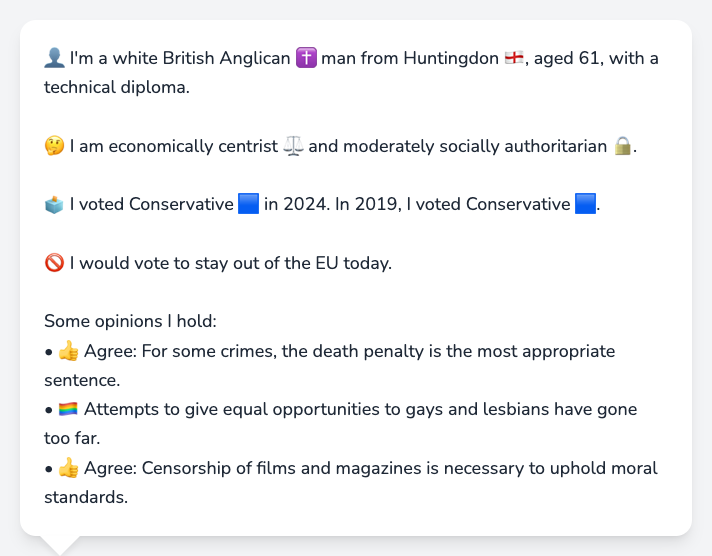 👤 I'm a white British Anglican ✝️ man from Huntingdon 🏴󠁧󠁢󠁥󠁮󠁧󠁿, aged 61, with a
technical diploma.
🤔 I am economically centrist ⚖️ and moderately socially authoritarian 🔒.
🗳️ I voted Conservative 🟦 in 2024. In 2019, I voted Conservative 🟦.
🚫 I would vote to stay out of the EU today.
Some opinions I hold:
• 👍 Agree: For some crimes, the death penalty is the most appropriate
sentence.
• 🏳️‍🌈 Attempts to give equal opportunities to gays and lesbians have gone
too far.
• 👍 Agree: Censorship of films and magazines is necessary to uphold moral
standards.